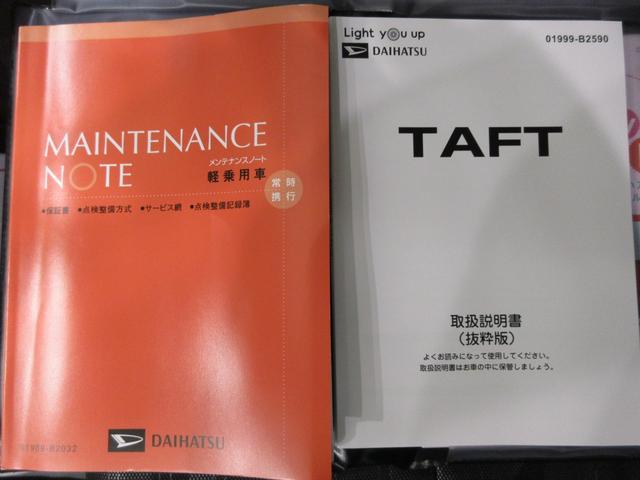 MAINTENANCE
NOTE
メンテナンスノート
軽乗用車
常時
携行
•保証書 •点検整備方式 •サービス網 •点検整備記録簿
01999-B2032
DAIHATSU
Light you up
DAIHATSU
01999-B2590
TAFT
取扱説明書
（抜粋版）
よくお読みになって使用してください。
取扱説明書はお車の中に保管しましょう。